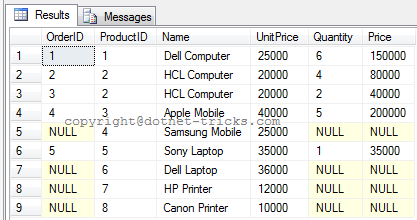 Results Messages
OrderID ProductID Name UnitPrice Quantity Price
1 1 1 Dell Computer 25000 6 150000
2 2 2 HCL Computer 20000 4 80000
3 3 2 HCL Computer 20000 2 40000
4 4 3 Apple Mobile 40000 5 200000
copyright@dotnet-tricks.com
5 NULL 4 Samsung Mobile 25000 NULL NULL
6 5 5 Sony Laptop 35000 1 35000
7 NULL 6 Dell Laptop 36000 NULL NULL
8 NULL 7 HP Printer 12000 NULL NULL
9 NULL 8 Canon Printer 10000 NULL NULL